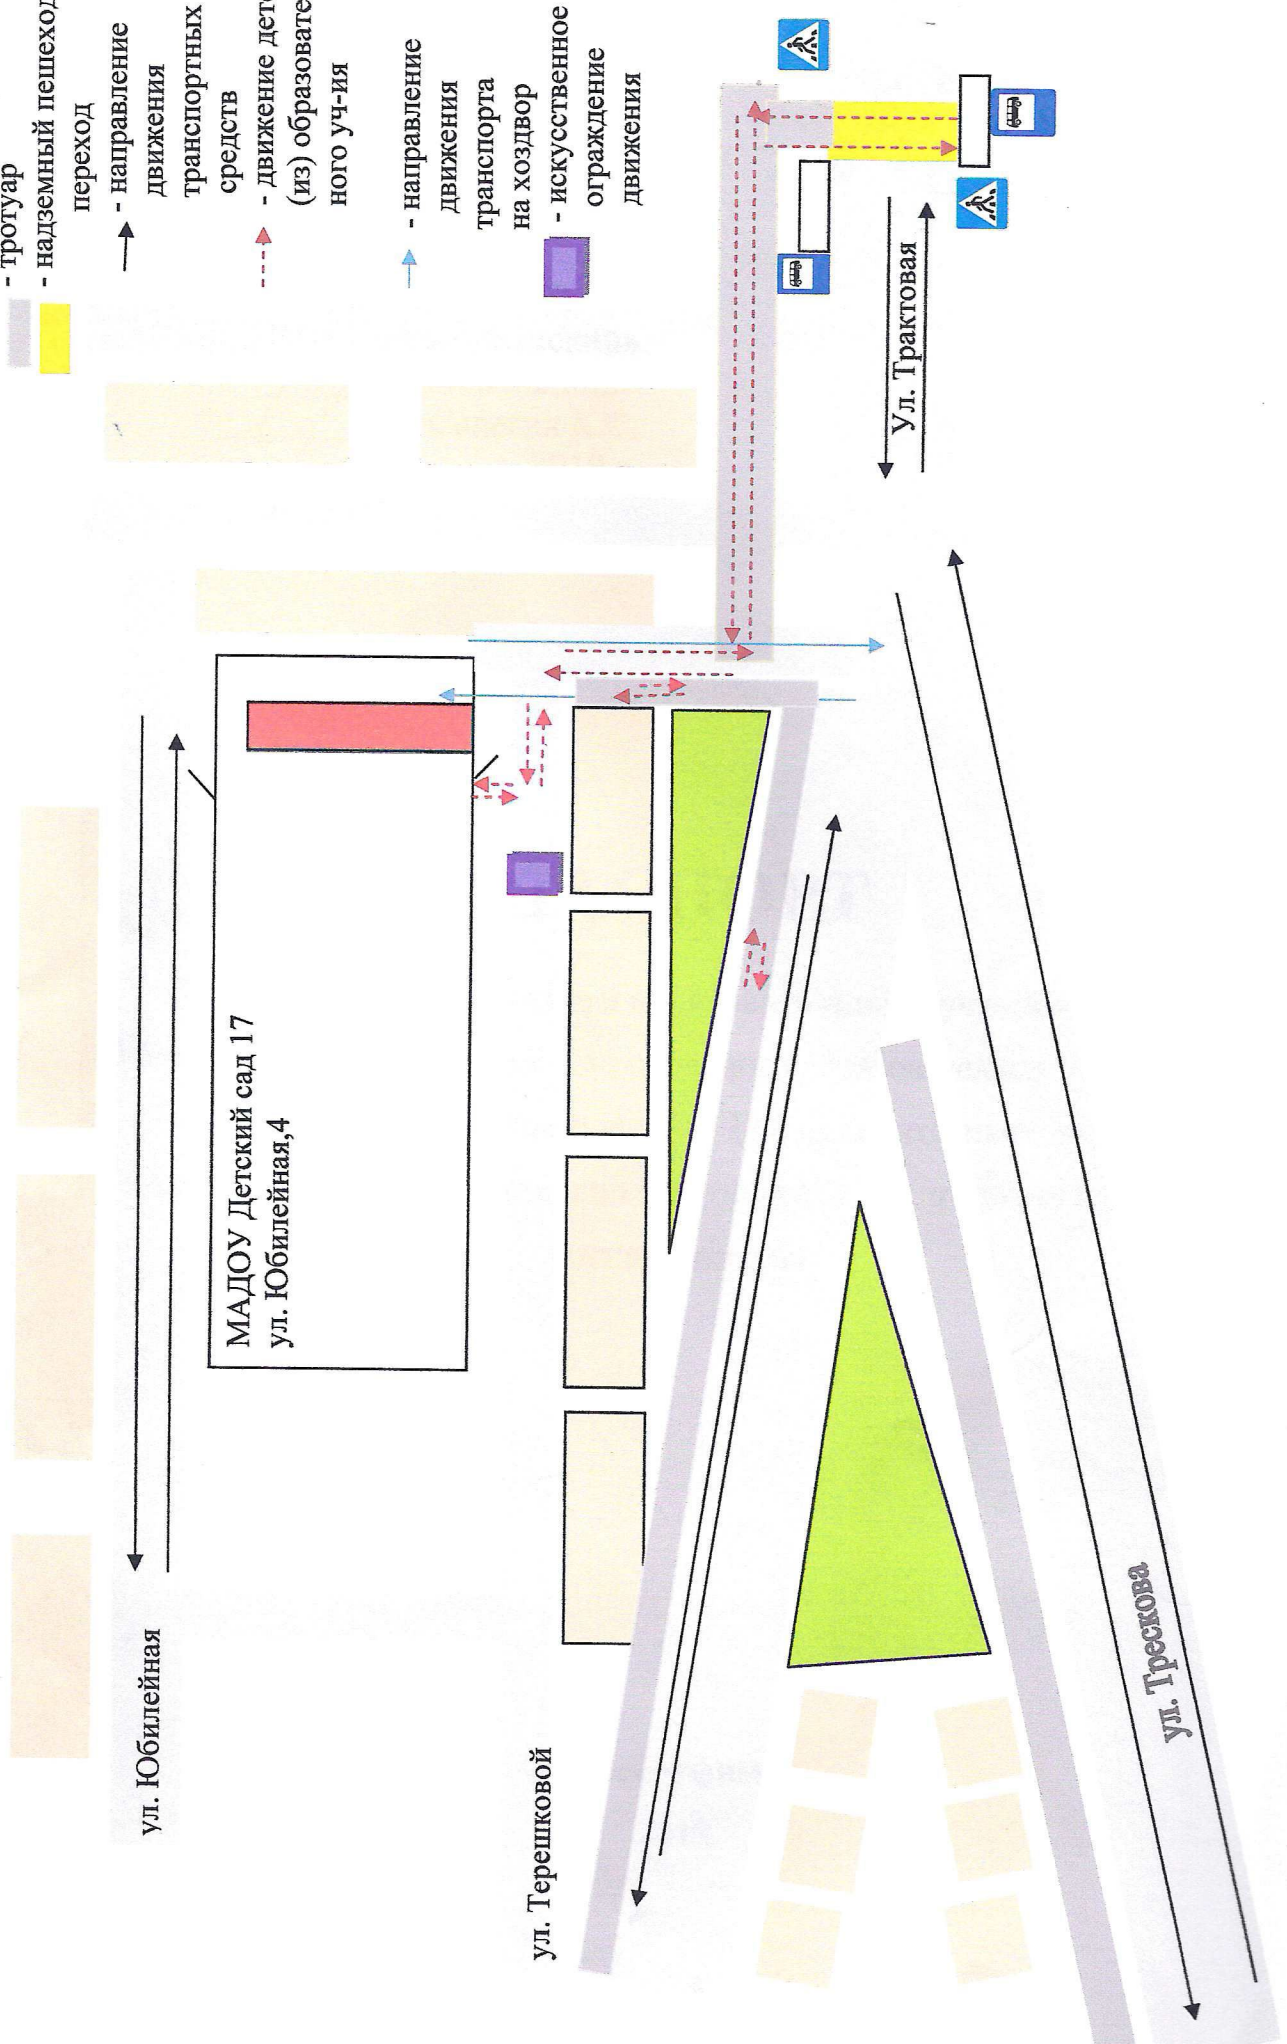 - тротуар
- надземный пешеход
переход
- направление
движения
транспортных
средств
- движение дете
(из) образовате
ного уч-ия
- направление
движения
транспорта
на хоздвор
- искусственное
ограждение
движения
Ул. Трактовая
МАДОУ Детский сад 17
ул. Юбилейная,4
ул. Юбилейная
ул. Терешковой
ул. Трескова